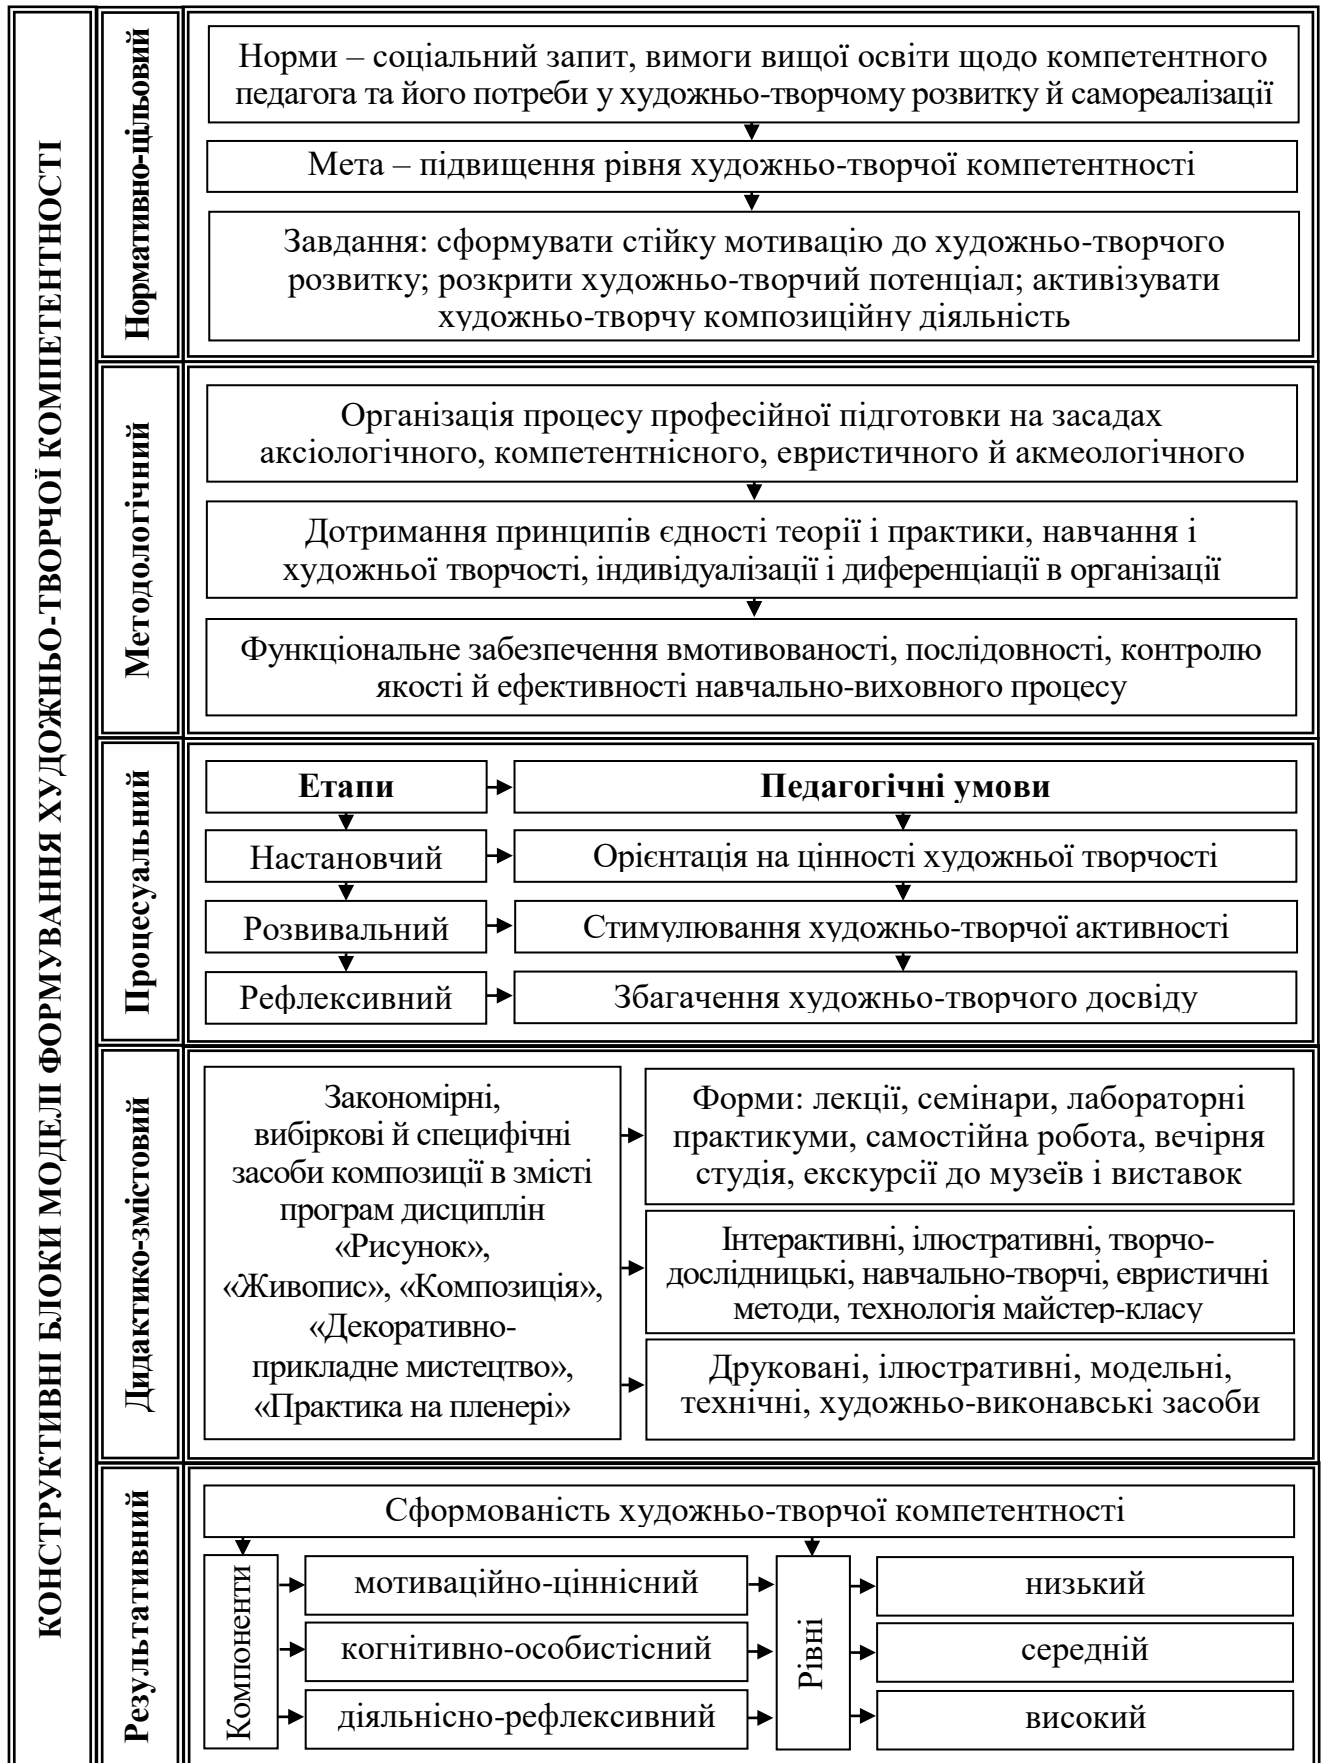 КОНСТРУКТИВНІ БЛОКИ МОДЕЛІ ФОРМУВАННЯ ХУДОЖНЬО-ТВОРЧОЇ КОМПЕТЕНТНОСТІ
Нормативно-цільовий
Норми – соціальний запит, вимоги вищої освіти щодо компетентного
педагога та його потреби у художньо-творчому розвитку й самореалізації
Мета – підвищення рівня художньо-творчої компетентності
Завдання: сформувати стійку мотивацію до художньо-творчого
розвитку; розкрити художньо-творчий потенціал; активізувати
художньо-творчу композиційну діяльність
Методологічний
Організація процесу професійної підготовки на засадах
аксіологічного, компетентнісного, евристичного й акмеологічного
Дотримання принципів єдності теорії і практики, навчання і
художньої творчості, індивідуалізації і диференціації в організації
Функціональне забезпечення вмотивованості, послідовності, контролю
якості й ефективності навчально-виховного процесу
Процесуальний
Етапи
Педагогічні умови
Настановчий
Орієнтація на цінності художньої творчості
Розвивальний
Стимулювання художньо-творчої активності
Рефлексивний
Збагачення художньо-творчого досвіду
Дидактико-змістовий
Закономірні,
вибіркові й специфічні
засоби композиції в змісті
програм дисциплін
«Рисунок»,
«Живопис», «Композиція»,
«Декоративно-
прикладне мистецтво»,
«Практика на пленері»
Форми: лекції, семінари, лабораторні
практикуми, самостійна робота, вечірня
студія, екскурсії до музеїв і виставок
Інтерактивні, ілюстративні, творчо-
дослідницькі, навчально-творчі, евристичні
методи, технологія майстер-класу
Друковані, ілюстративні, модельні,
технічні, художньо-виконавські засоби
Результативний
Сформованість художньо-творчої компетентності
Компоненти
мотиваційно-ціннісний
когнітивно-особистісний
діяльнісно-рефлексивний
Рівні
низький
середній
високий